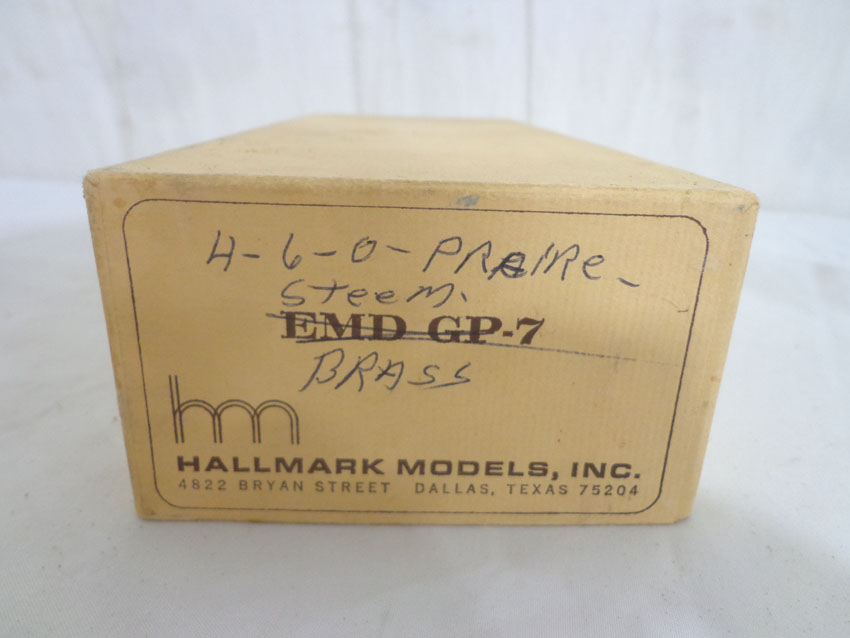 4-6-0-PRAIRe-
STeeM.
EMD GP-7
BRASS
hm
HALLMARK MODELS, INC.
4822 BRYAN STREET DALLAS, TEXAS 75204